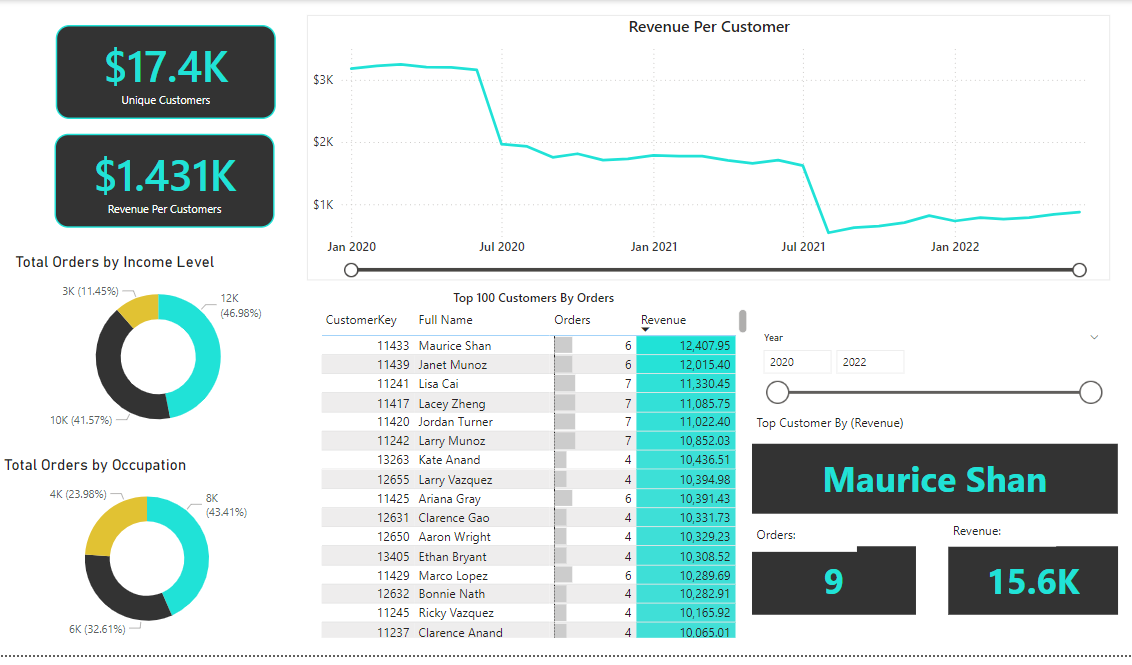 $17.4K
Unique Customers
$1.431K
Revenue Per Customers
Revenue Per Customer
$3K
$2K
$1K
Jan 2020 Jul 2020 Jan 2021 Jul 2021 Jan 2022
Total Orders by Income Level
3K (11.45%)
12K
(46.98%)
10K (41.57%)
Total Orders by Occupation
4K (23.98%)
8K
(43.41%)
6K (32.61%)
Top 100 Customers By Orders
CustomerKey Full Name Orders Revenue
11433 Maurice Shan 6 12,407.95
11439 Janet Munoz 6 12,015.40
11241 Lisa Cai 7 11,330.45
11417 Lacey Zheng 7 11,085.75
11420 Jordan Turner 7 11,022.40
11242 Larry Munoz 7 10,852.03
13263 Kate Anand 4 10,436.51
12655 Larry Vazquez 4 10,394.98
11425 Ariana Gray 6 10,391.43
12631 Clarence Gao 4 10,331.73
12650 Aaron Wright 4 10,329.23
13405 Ethan Bryant 4 10,308.52
11429 Marco Lopez 6 10,289.69
12632 Bonnie Nath 4 10,282.91
11245 Ricky Vazquez 4 10,165.92
11237 Clarence Anand 4 10,065.01
Year
2020 2022
Top Customer By (Revenue)
Maurice Shan
Orders:
9
Revenue:
15.6K